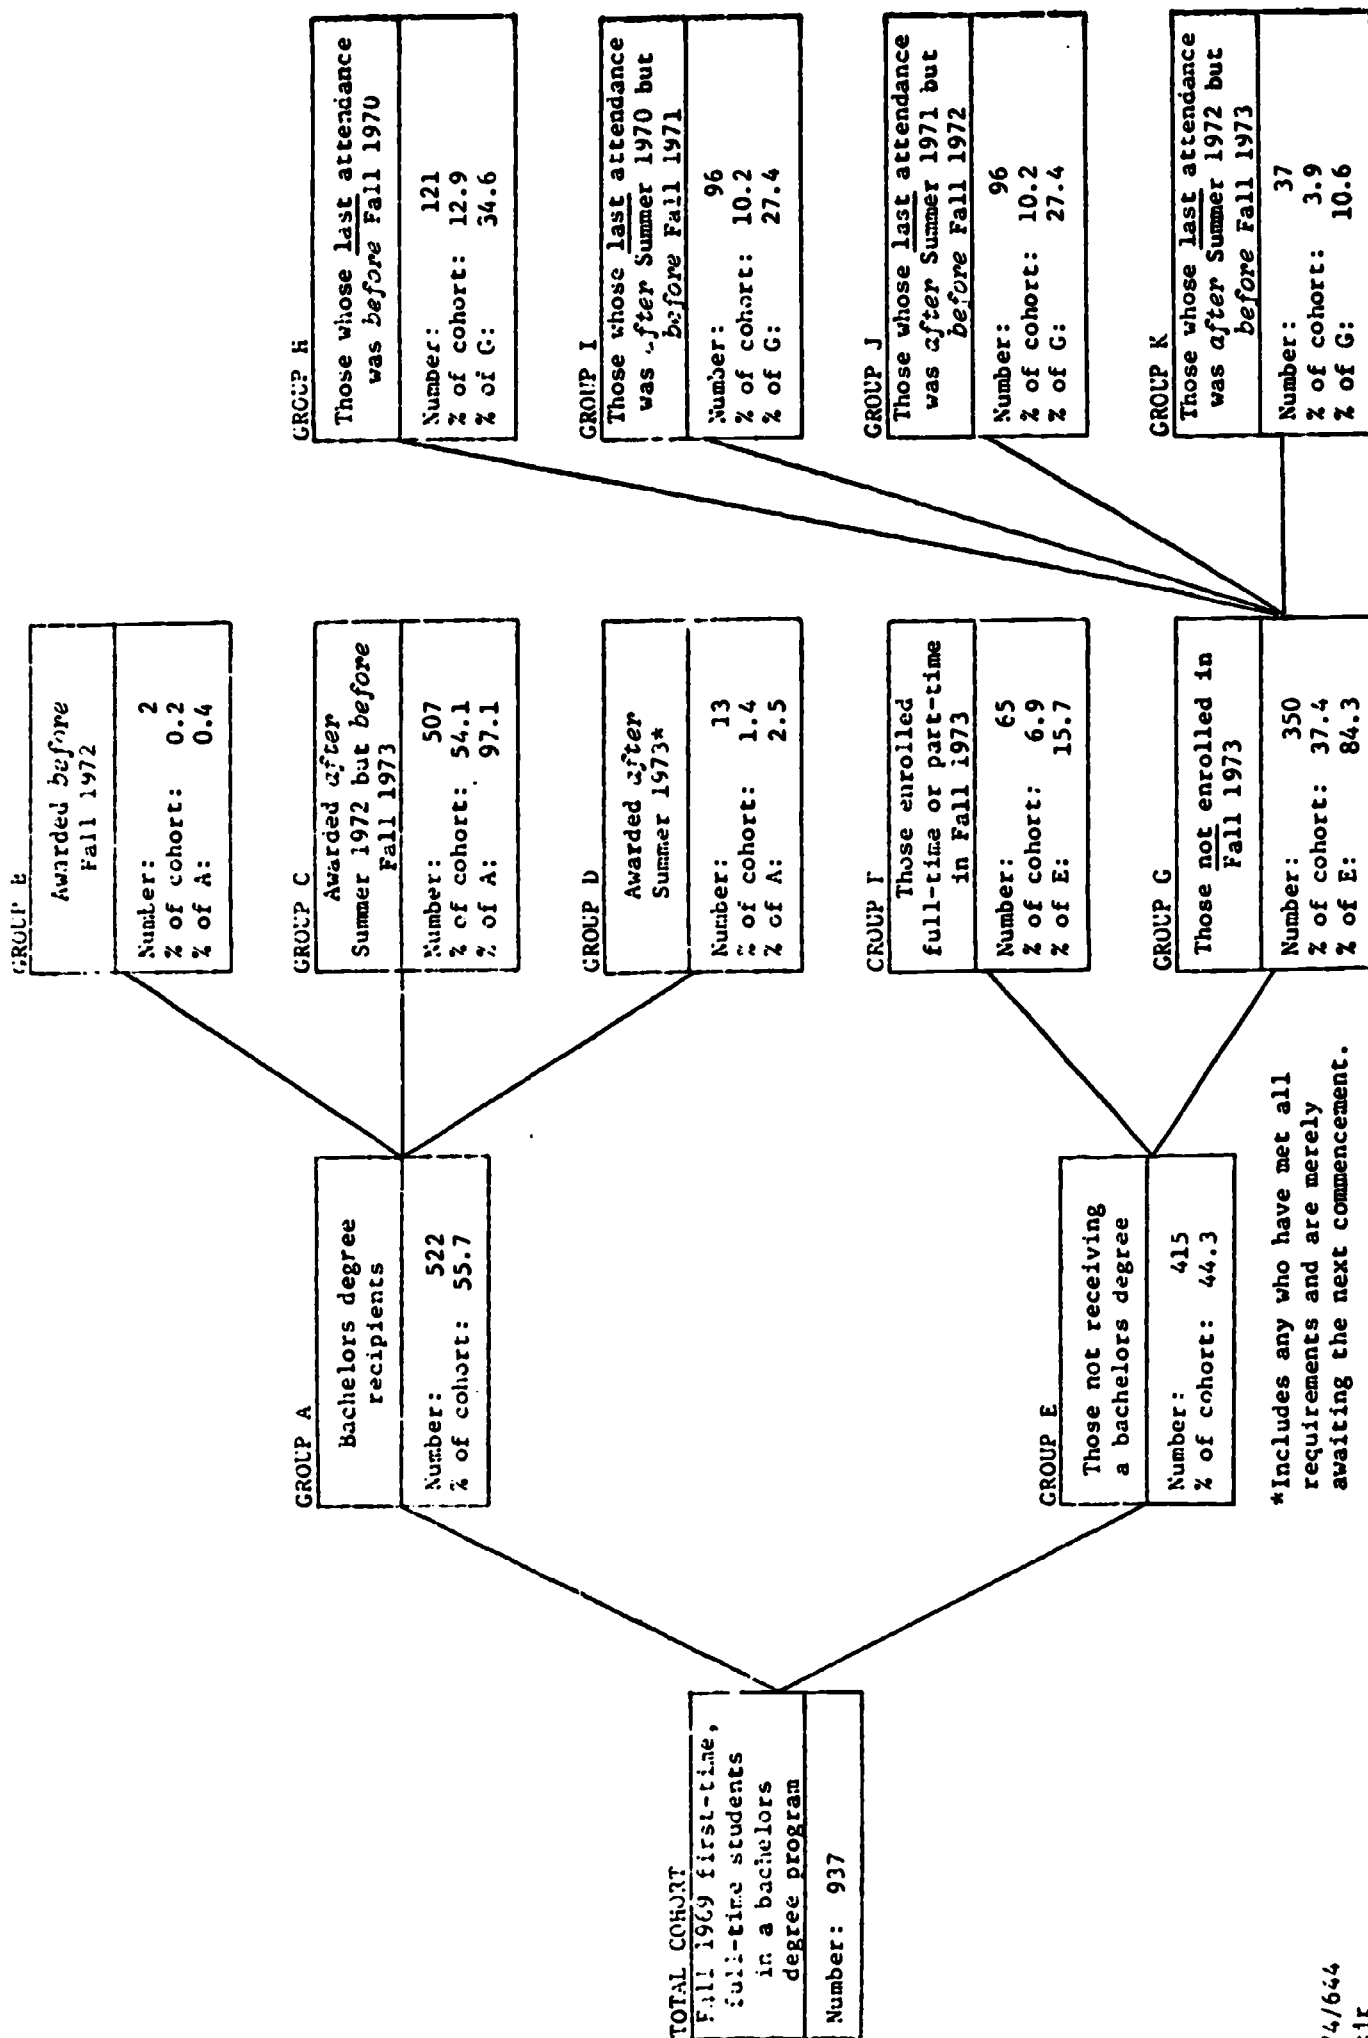 TOTAL COHORT
Fall 1969 first-time,
full-time students
in a bachelors
degree program
Number: 937
GROUP A
Bachelors degree
recipients
Number: 522
% of cohort: 55.7
GROUP E
Those not receiving
a bachelors degree
Number: 415
% of cohort: 44.3
*Includes any who have met all
requirements and are merely
awaiting the next commencement.
GROUP B
Awarded before
Fall 1972
Number: 2
% of cohort: 0.2
% of A: 0.4
GROUP C
Awarded after
Summer 1972 but before
Fall 1973
Number: 507
% of cohort: 54.1
% of A: 97.1
GROUP D
Awarded after
Summer 1973*
Number: 13
% of cohort: 1.4
% of A: 2.5
GROUP F
Those enrolled
full-time or part-time
in Fall 1973
Number: 65
% of cohort: 6.9
% of E: 15.7
GROUP G
Those not enrolled in
Fall 1973
Number: 350
% of cohort: 37.4
% of E: 84.3
GROUP H
Those whose last attendance
was before Fall 1970
Number: 121
% of cohort: 12.9
% of G: 34.6
GROUP I
Those whose last attendance
was after Summer 1970 but
before Fall 1971
Number: 96
% of cohort: 10.2
% of G: 27.4
GROUP J
Those whose last attendance
was after Summer 1971 but
before Fall 1972
Number: 96
% of cohort: 10.2
% of G: 27.4
GROUP K
Those whose last attendance
was after Summer 1972 but
before Fall 1973
Number: 37
% of cohort: 3.9
% of G: 10.6
4/644